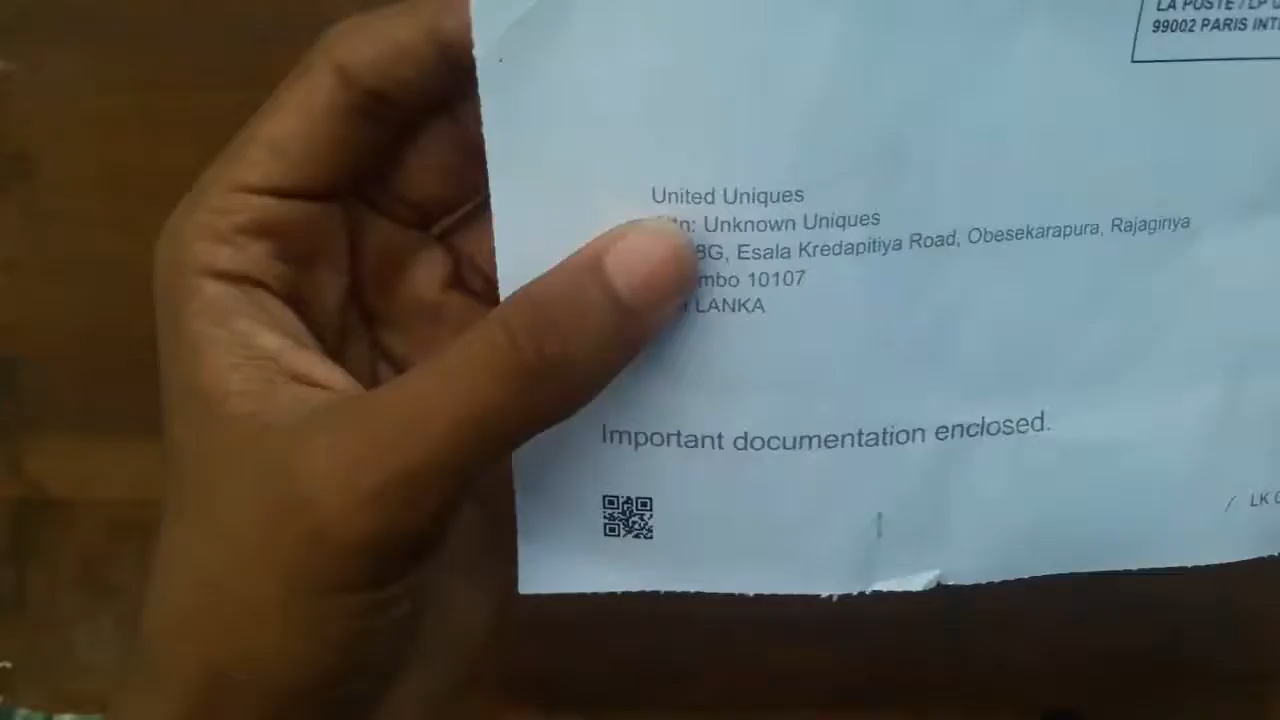 LA POSTE / LP
99002 PARIS INT
United Uniques
: Unknown Uniques
8G, Esala Kredapitiya Road, Obesekarapura, Rajaginya
mbo 10107
LANKA
Important documentation enclosed.
/ LK